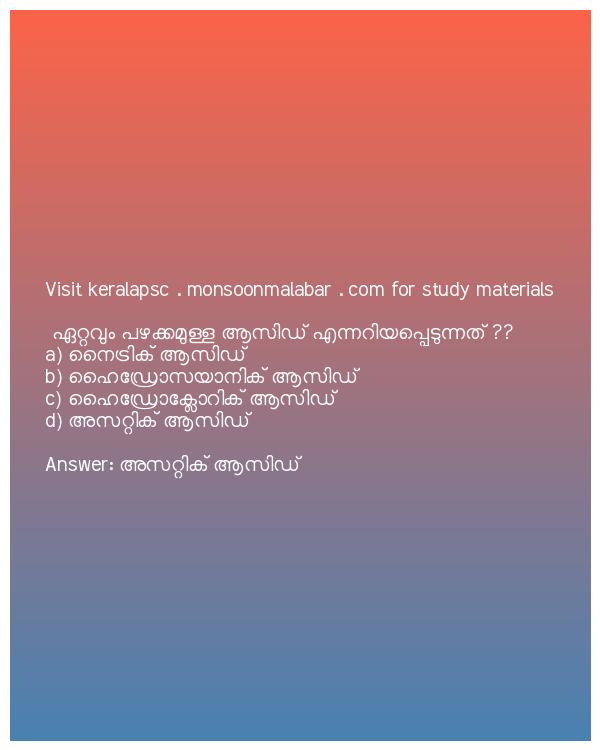 Visit keralapsc . monsoonmalabar . com for study materials
ഏറ്റവും പഴക്കമുള്ള ആസിഡ് എന്നറിയപ്പെടുന്നത് ??
a) നൈട്രിക് ആസിഡ്
b) ഹൈഡ്രോസയാനിക് ആസിഡ്
c) ഹൈഡ്രോക്ലോറിക് ആസിഡ്
d) അസറ്റിക് ആസിഡ്
Answer: അസറ്റിക് ആസിഡ്